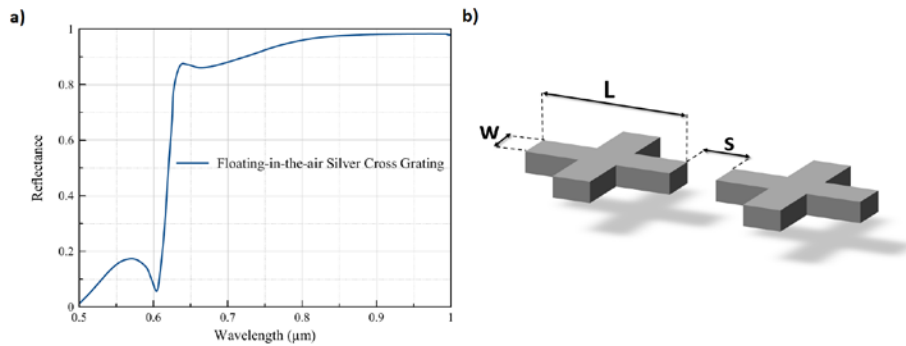 a)
1
0.8
0.6
0.4
0.2
0
Reflectance
0.5
0.6
0.7
0.8
0.9
1
Wavelength (μm)
Floating-in-the-air Silver Cross Grating
b)
L
W
S